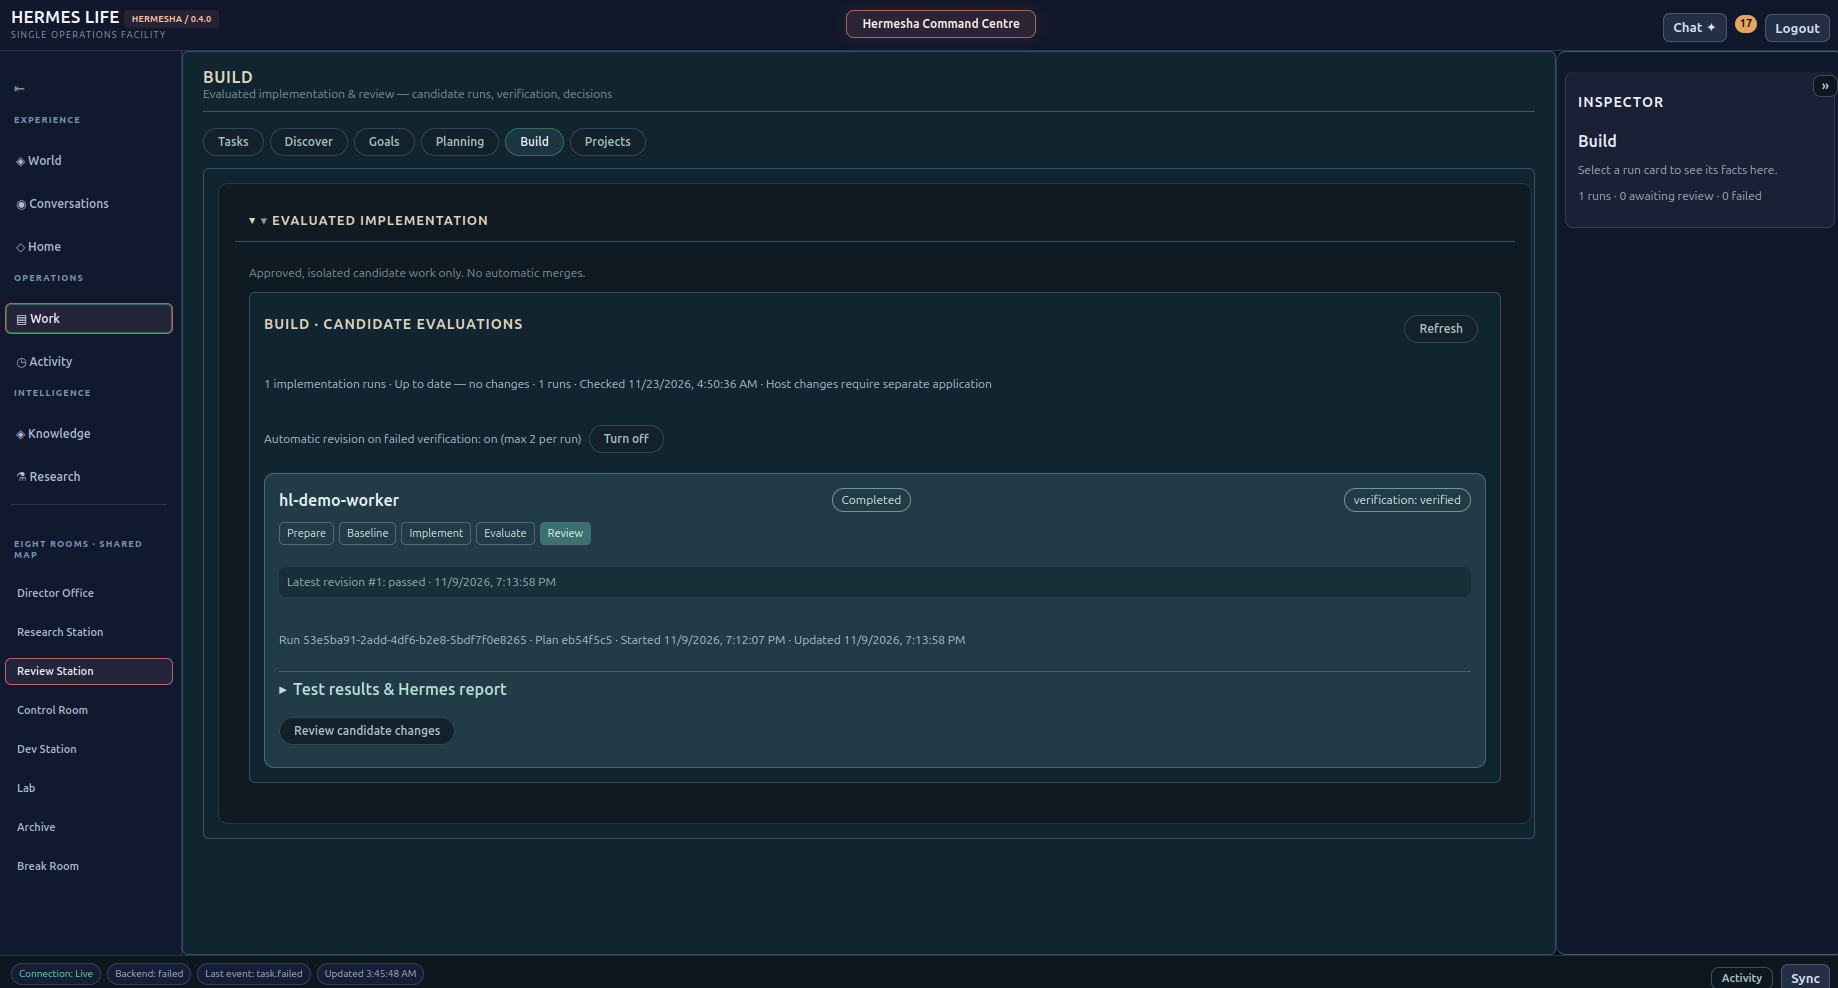 HERMES LIFE HERMESHA / 0.4.0
SINGLE OPERATIONS FACILITY
Hermesha Command Centre
Chat ✦ 17 Logout
⇤
EXPERIENCE
◈ World
◉ Conversations
◇ Home
OPERATIONS
▤ Work
◷ Activity
INTELLIGENCE
◈ Knowledge
⚗ Research
EIGHT ROOMS · SHARED
MAP
Director Office
Research Station
Review Station
Control Room
Dev Station
Lab
Archive
Break Room
BUILD
Evaluated implementation & review — candidate runs, verification, decisions
Tasks Discover Goals Planning Build Projects
▾ ▾ EVALUATED IMPLEMENTATION
Approved, isolated candidate work only. No automatic merges.
BUILD · CANDIDATE EVALUATIONS
Refresh
1 implementation runs · Up to date — no changes · 1 runs · Checked 11/23/2026, 4:50:36 AM · Host changes require separate application
Automatic revision on failed verification: on (max 2 per run) Turn off
hl-demo-worker Completed verification: verified
Prepare Baseline Implement Evaluate Review
Latest revision #1: passed · 11/9/2026, 7:13:58 PM
Run 53e5ba91-2add-4df6-b2e8-5bdf7f0e8265 · Plan eb54f5c5 · Started 11/9/2026, 7:12:07 PM · Updated 11/9/2026, 7:13:58 PM
▸ Test results & Hermes report
Review candidate changes
»
INSPECTOR
Build
Select a run card to see its facts here.
1 runs · 0 awaiting review · 0 failed
Connection: Live Backend: failed Last event: task.failed Updated 3:45:48 AM
Activity Sync